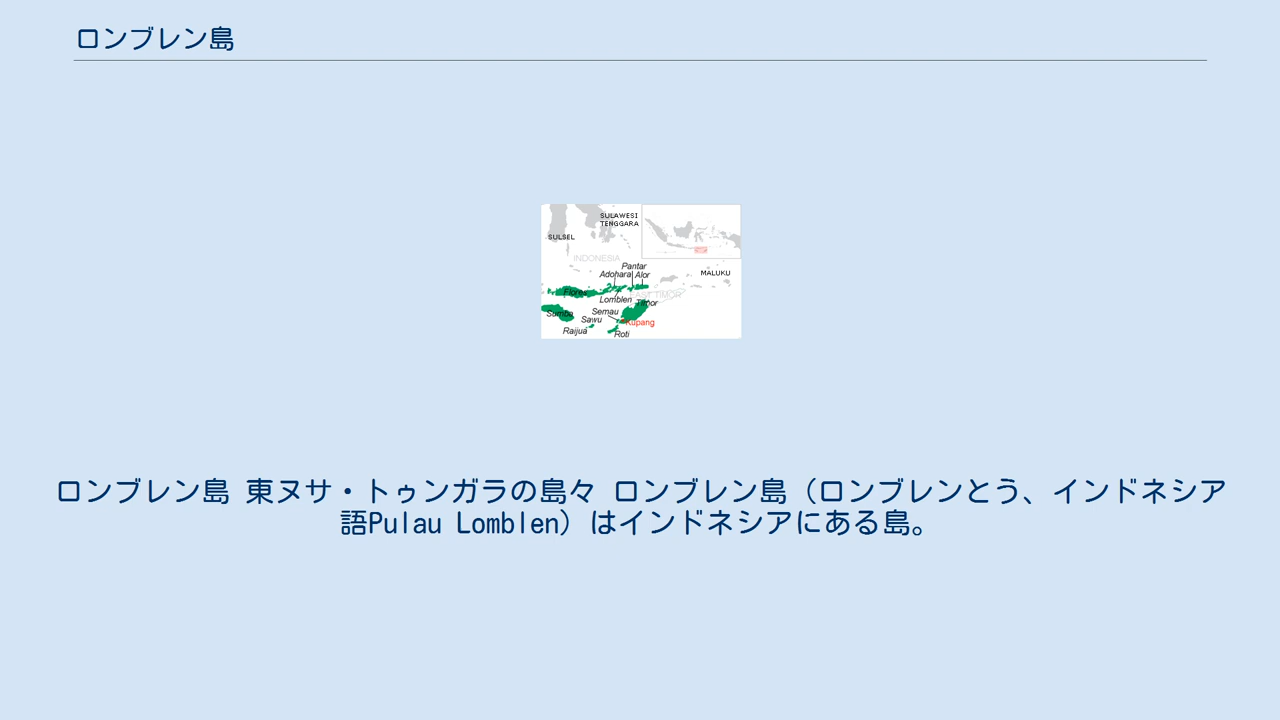 ロンブレン島
SULAWESI
TENGGARA
SULSEL
INDONESIA
Pantar
Adohara
Alor
MALUKU
Flores
EAST TIMOR
Lomblen
Timor
Sumba
Semau
Sawu
Kupang
Raijua
Roti
ロンブレン島 東ヌサ・トゥンガラの島々 ロンブレン島（ロンブレンとう、インドネシア
語Pulau Lomblen）はインドネシアにある島。